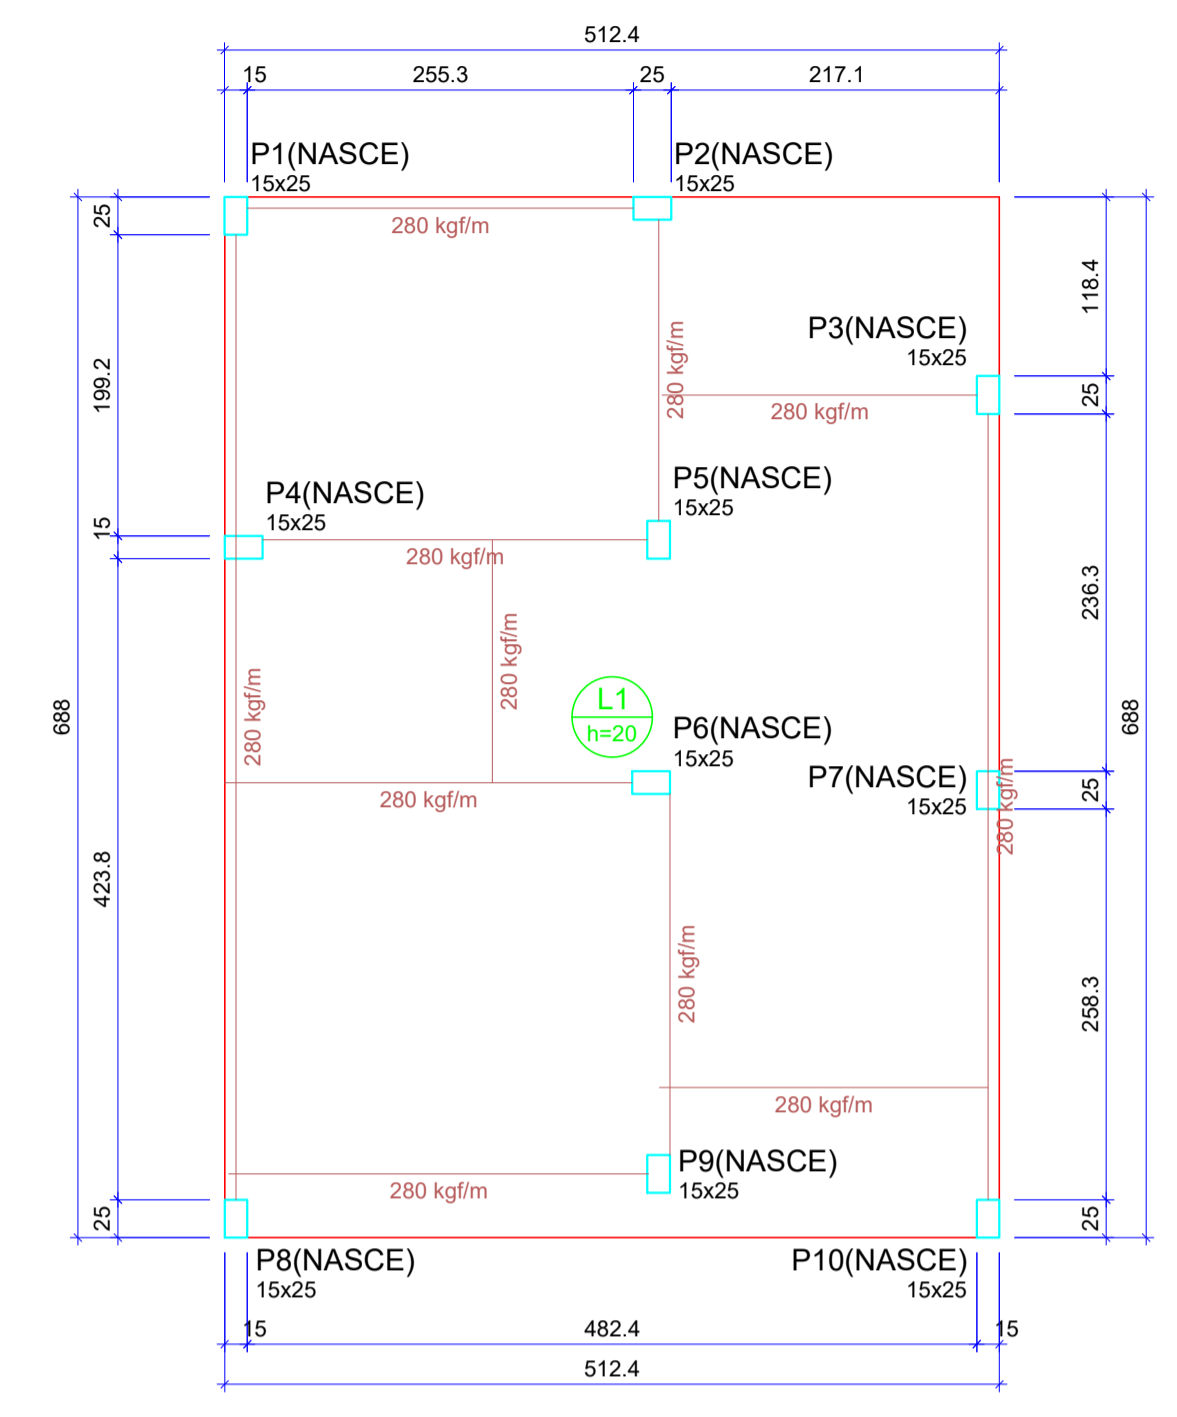 512.4
15
255.3
25
217.1
P1(NASCE)
15x25
P2(NASCE)
15x25
25
280 kgf/m
118.4
P3(NASCE)
15x25
280 kgf/m
199.2
25
280 kgf/m
P5(NASCE)
15x25
P4(NASCE)
15x25
15
280 kgf/m
236.3
280 kgf/m
280 kgf/m
L1
h=20
688
688
P6(NASCE)
15x25
P7(NASCE)
15x25
25
280 kgf/m
280 kgf/m
423.8
280 kgf/m
258.3
280 kgf/m
P9(NASCE)
15x25
280 kgf/m
25
25
P8(NASCE)
15x25
P10(NASCE)
15x25
15
482.4
15
512.4